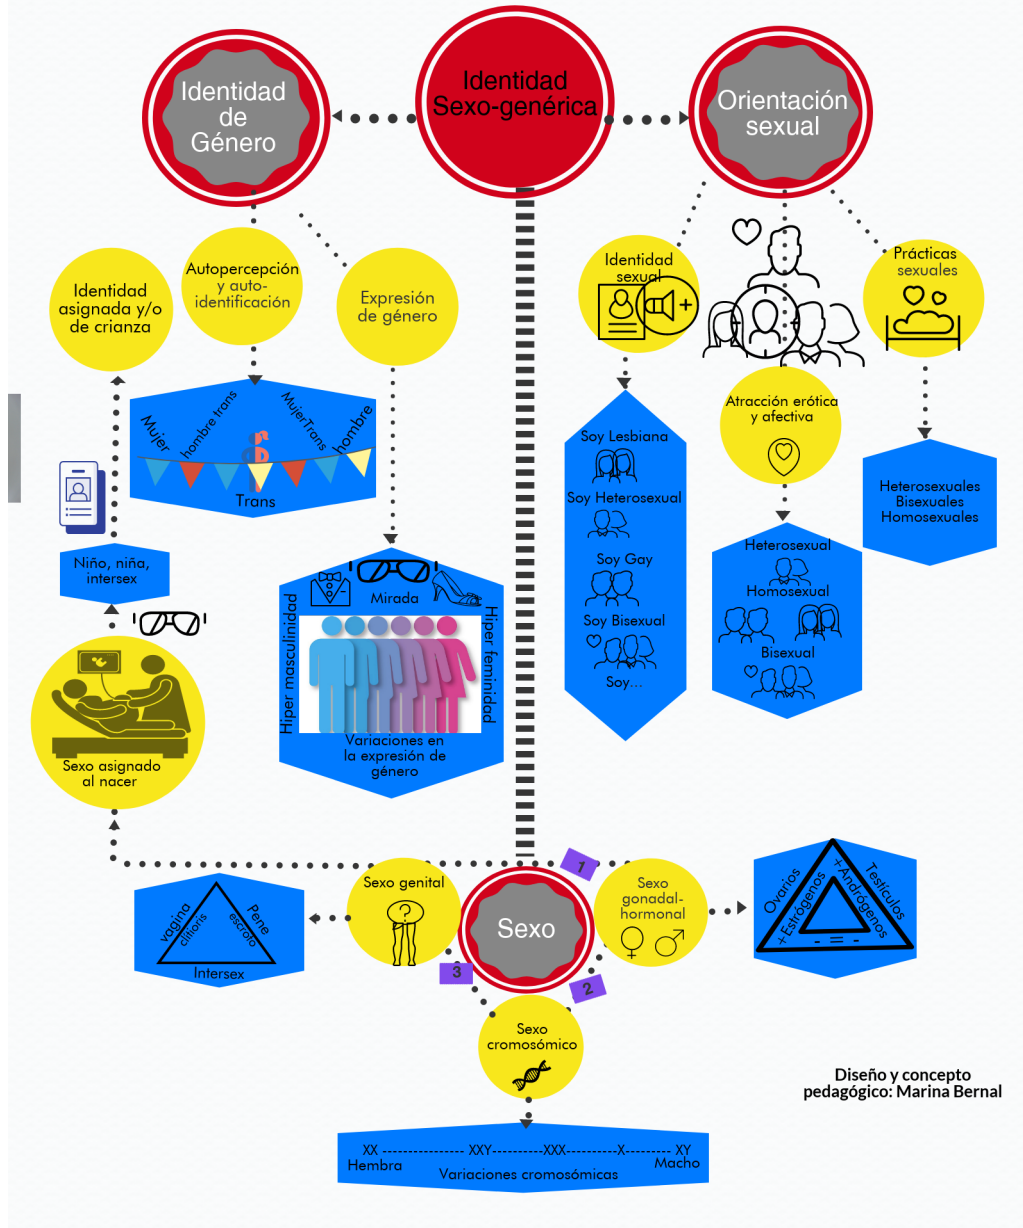 Identidad
de
Género
Identidad
Sexo-genérica
Orientación
sexual
Identidad
asignada y/o
de crianza
Autopercepción
y auto-
identificación
Expresión
de género
Identidad
sexual
Prácticas
sexuales
Atracción erótica
y afectiva
Mujer
hombre trans
MujerTrans
hombre
Trans
Niño, niña,
intersex
Mirada
Hiper masculinidad
Hiper feminidad
Variaciones en
la expresión de
género
Soy Lesbiana
Soy Heterosexual
Soy Gay
Soy Bisexual
Soy...
Heterosexual
Homosexual
Bisexual
Heterosexuales
Bisexuales
Homosexuales
Sexo asignado
al nacer
Sexo genital
?
vagina
clitioris
Pene
escroto
Intersex
Sexo
1
2
3
Sexo
gonadal-
hormonal
Ovarios
+Estrógenos
Testículos
+Andrógenos
- = -
Sexo
cromosómico
XX ---------------- XXY----------XXX----------X------- XY
Hembra
Macho
Variaciones cromosómicas
Diseño y concepto
pedagógico: Marina Bernal